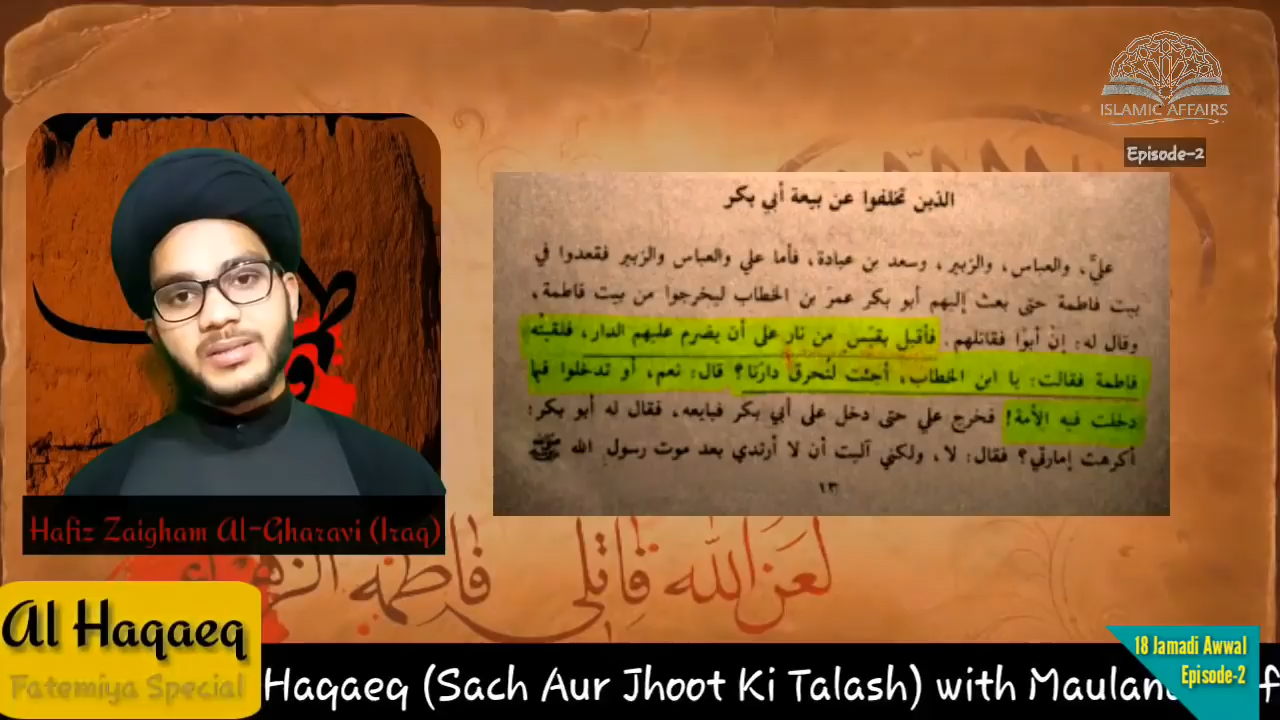 ISLAMIC AFFAIRS
Episode-2
الذين تخلفوا عن بيعة أبي بكر
عليٌّ، والعباس، والزبير، وسعد بن عبادة، فأما علي والعباس والزبير فقعدوا في
بيت فاطمة حتى بعث إليهم أبو بكر عمر بن الخطاب ليخرجوا من بيت فاطمة،
وقال له: إن أبوا فقاتلهم. فأقبل بقبس من نار على أن يضرم عليهم الدار، فلقيته
فاطمة فقالت: يا ابن الخطاب، أجئت لتحرق دارنا؟ قال: نعم، أو تدخلوا فيما
دخلت فيه الأمة! فخرج علي حتى دخل على أبي بكر فبايعه، فقال له أبو بكر:
أكرهت إمارتي؟ فقال: لا، ولكني آليت أن لا أرتدي بعد موت رسول الله ﷺ
١٣
Hafiz Zaigham Al-Gharavi (Iraq)
لعن الله قاتلي فاطمة الزهراء
Al Haqaeq
Fatemiya Special
18 Jamadi Awwal
Episode-2
Haqaeq (Sach Aur Jhoot Ki Talash) with Maulan